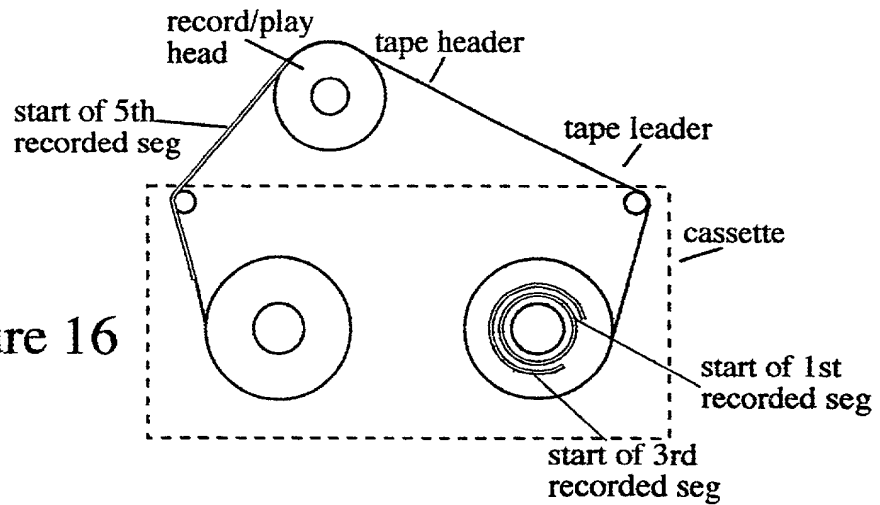 record/play
head
tape header
start of 5th
recorded seg
tape leader
cassette
re 16
start of 1st
recorded seg
start of 3rd
recorded seg